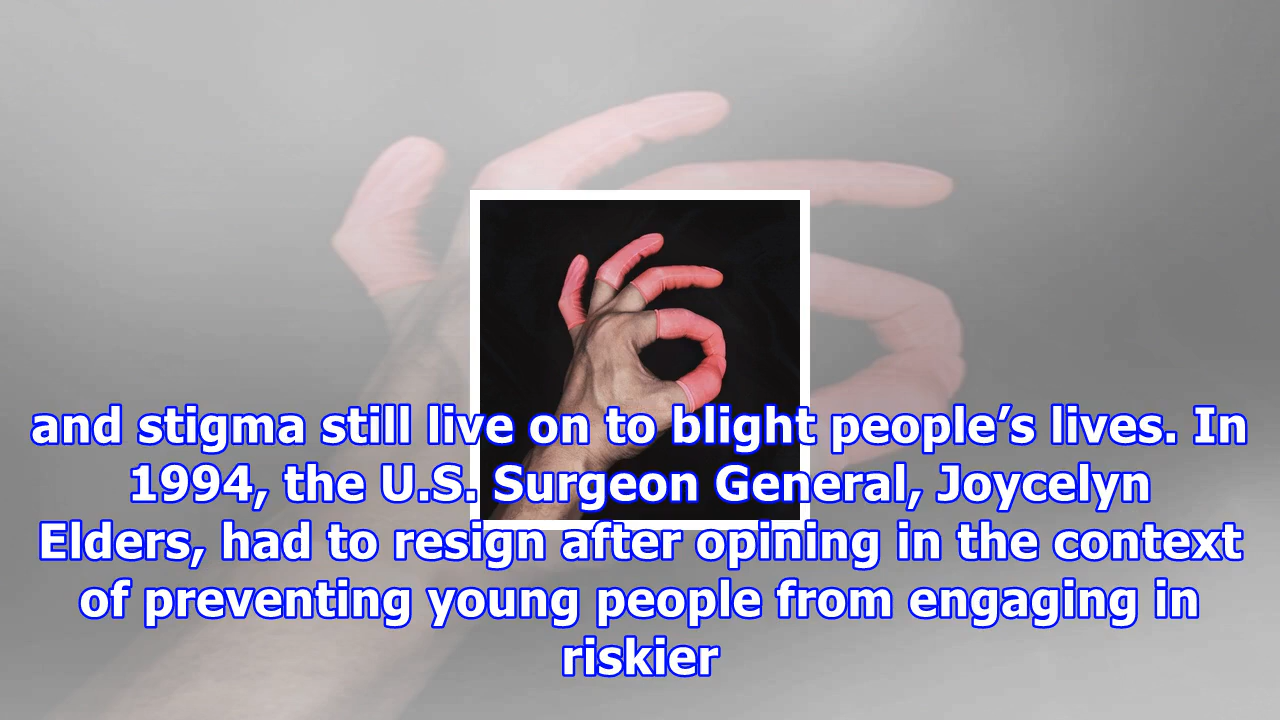 and stigma still live on to blight people’s lives. In
1994, the U.S. Surgeon General, Joycelyn
Elders, had to resign after opining in the context
of preventing young people from engaging in
riskier